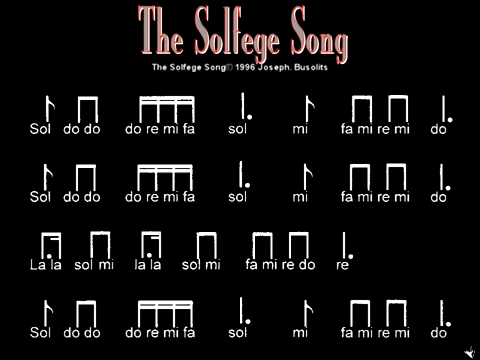 The Solfege Song
The Solfege Song© 1996 Joseph. Busolits
Sol do do do re mi fa sol mi fa mi re mi do
Sol do do do re mi fa sol mi fa mi re mi do
La la sol mi la la sol mi fa mi re do re
Sol do do do re mi fa sol mi fa mi re mi do